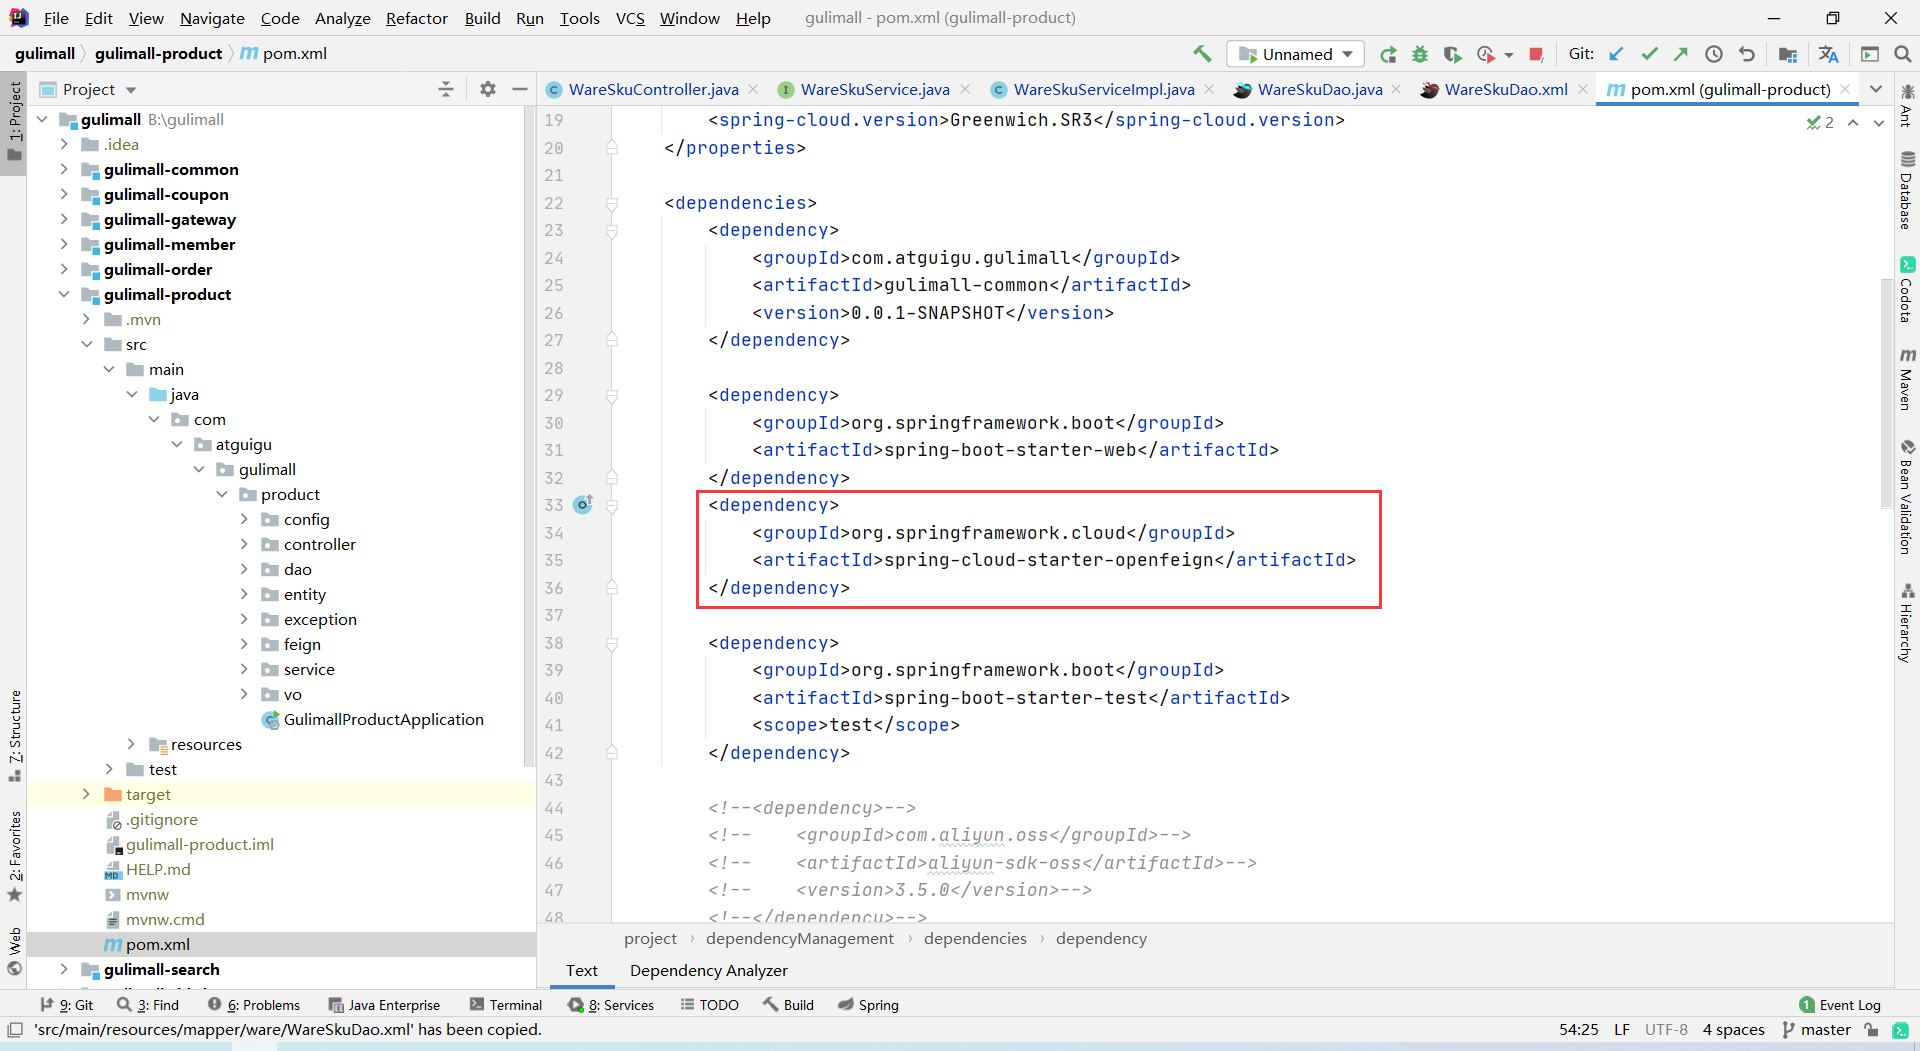 File Edit View Navigate Code Analyze Refactor Build Run Tools VCS Window Help gulimall - pom.xml (gulimall-product)
gulimall gulimall-product m pom.xml Unnamed Git:
Project WareSkuController.java WareSkuService.java WareSkuServiceImpl.java WareSkuDao.java WareSkuDao.xml pom.xml (gulimall-product)
1: Project
7: Structure
2: Favorites
Web
gulimall B:\gulimall
.idea
gulimall-common
gulimall-coupon
gulimall-gateway
gulimall-member
gulimall-order
gulimall-product
.mvn
src
main
java
com
atguigu
gulimall
product
config
controller
dao
entity
exception
feign
service
vo
GulimallProductApplication
resources
test
target
.gitignore
gulimall-product.iml
HELP.md
mvnw
mvnw.cmd
pom.xml
gulimall-search
2
19 <spring-cloud.version>Greenwich.SR3</spring-cloud.version>
20 </properties>
21
22 <dependencies>
23 <dependency>
24 <groupId>com.atguigu.gulimall</groupId>
25 <artifactId>gulimall-common</artifactId>
26 <version>0.0.1-SNAPSHOT</version>
27 </dependency>
28
29 <dependency>
30 <groupId>org.springframework.boot</groupId>
31 <artifactId>spring-boot-starter-web</artifactId>
32 </dependency>
33 <dependency>
34 <groupId>org.springframework.cloud</groupId>
35 <artifactId>spring-cloud-starter-openfeign</artifactId>
36 </dependency>
37
38 <dependency>
39 <groupId>org.springframework.boot</groupId>
40 <artifactId>spring-boot-starter-test</artifactId>
41 <scope>test</scope>
42 </dependency>
43
44 <!--<dependency>-->
45 <!-- <groupId>com.aliyun.oss</groupId>-->
46 <!-- <artifactId>aliyun-sdk-oss</artifactId>-->
47 <!-- <version>3.5.0</version>-->
48 <!--</dependency>-->
project dependencyManagement dependencies dependency
Text Dependency Analyzer
Ant
Database
Codota
Maven
Bean Validation
Hierarchy
9: Git 3: Find 6: Problems Java Enterprise Terminal 8: Services TODO Build Spring 1 Event Log
'src/main/resources/mapper/ware/WareSkuDao.xml' has been copied. 54:25 LF UTF-8 4 spaces master